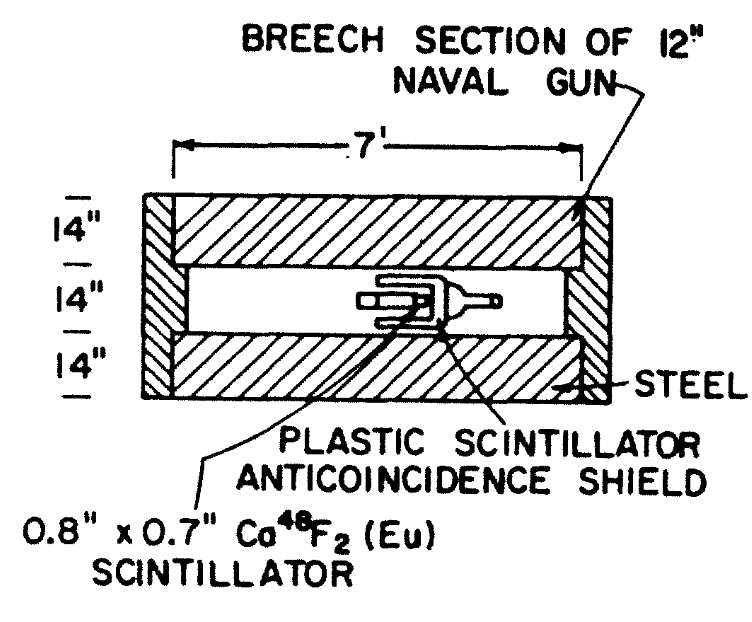 BREECH SECTION OF 12"
NAVAL GUN
7'
14"
14"
14"
STEEL
PLASTIC SCINTILLATOR
ANTICOINCIDENCE SHIELD
0.8" x 0.7" Ca⁴⁸F₂ (Eu)
SCINTILLATOR